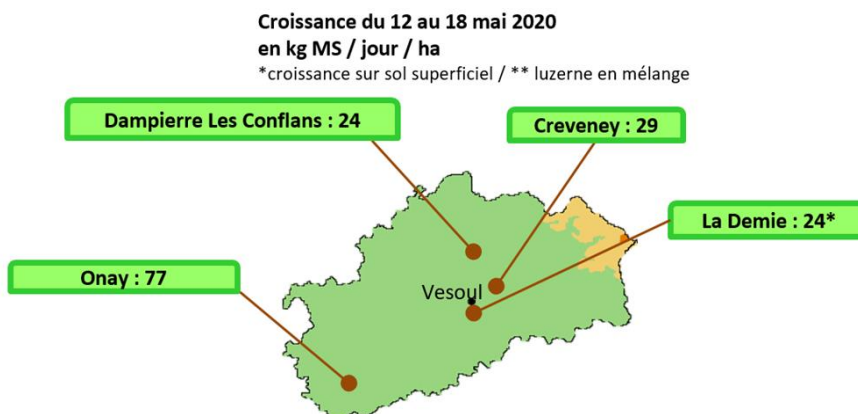 Croissance du 12 au 18 mai 2020
en kg MS / jour / ha
*croissance sur sol superficiel / ** luzerne en mélange
Dampierre Les Conflans : 24
Creveney : 29
La Demie : 24*
Onay : 77
Vesoul